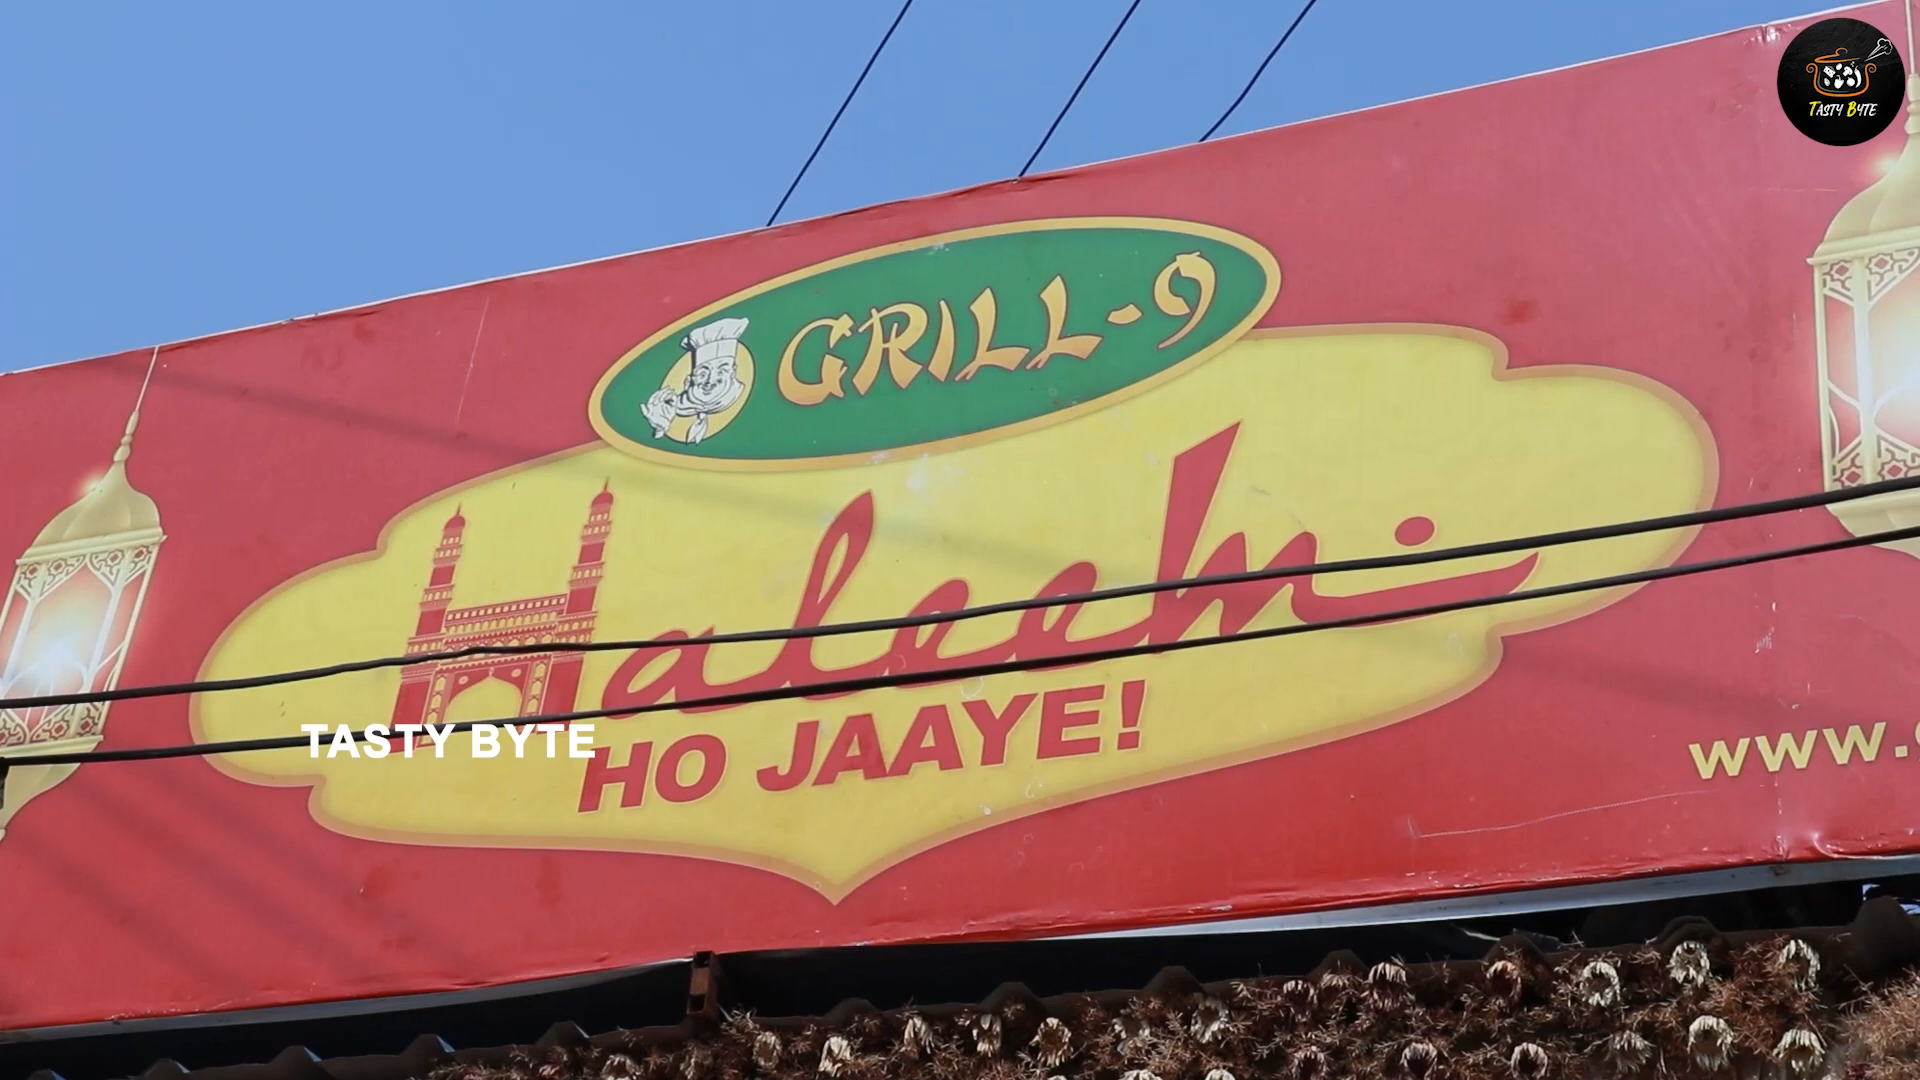 TASTY BYTE
GRILL-9
Haleem
HO JAAYE!
TASTY BYTE
www.